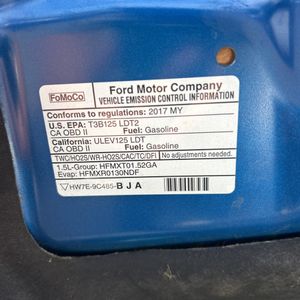 FoMoCo
Ford Motor Company
VEHICLE EMISSION CONTROL INFORMATION
Conforms to regulations: 2017 MY
U.S. EPA: T3B125 LDT2
CA OBD II Fuel: Gasoline
California: ULEV125 LDT
CA OBD II Fuel: Gasoline
TWC/HO2S/WR-HO2S/CAC/TC/DFI No adjustments needed.
1.5L-Group: HFMXT01.52GA
Evap: HFMXR0130NDF
HW7E-9C485-BJA